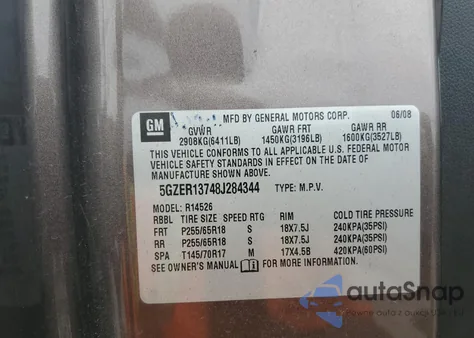 GM
MFD BY GENERAL MOTORS CORP. 06/08
GVWR GAWR FRT GAWR RR
2908KG(6411LB) 1450KG(3196LB) 1600KG(3527LB)
THIS VEHICLE CONFORMS TO ALL APPLICABLE U.S. FEDERAL MOTOR
VEHICLE SAFETY STANDARDS IN EFFECT ON THE DATE OF
MANUFACTURE SHOWN ABOVE.
5GZER13748J284344 TYPE: M.P.V.
MODEL: R14526
RBBL TIRE SIZE SPEED RTG RIM COLD TIRE PRESSURE
FRT P255/65R18 S 18X7.5J 240KPA(35PSI)
RR P255/65R18 S 18X7.5J 240KPA(35PSI)
SPA T145/70R17 M 17X4.5B 420KPA(60PSI)
SEE OWNER'S MANUAL FOR MORE INFORMATION.
autoSnap